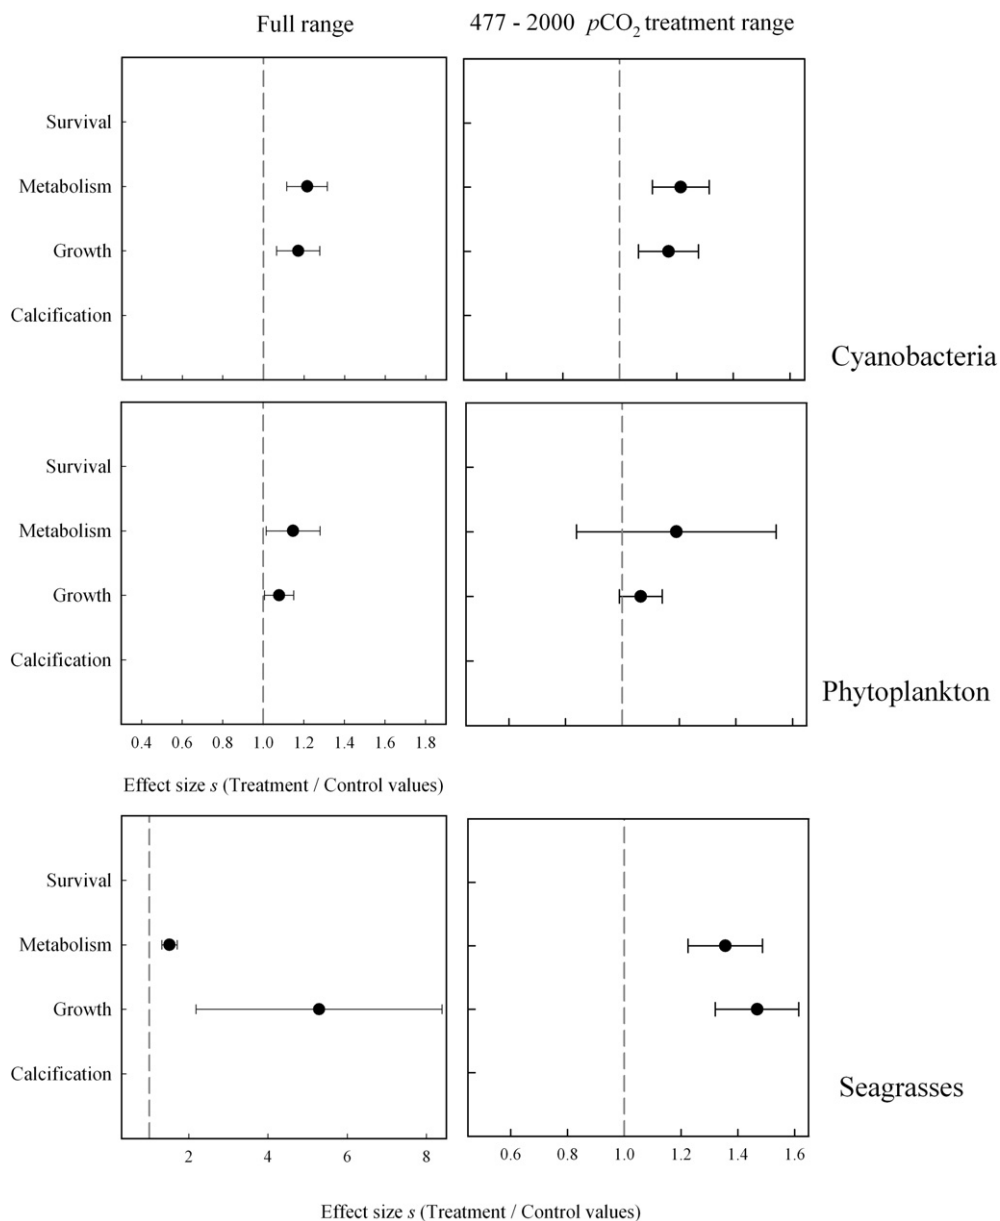 Full range
477 - 2000 pCO2 treatment range
Survival
Metabolism
Growth
Calcification
Cyanobacteria
Survival
Metabolism
Growth
Calcification
Phytoplankton
0.4 0.6 0.8 1.0 1.2 1.4 1.6 1.8
Effect size s (Treatment / Control values)
Survival
Metabolism
Growth
Calcification
Seagrasses
2 4 6 8
0.6 0.8 1.0 1.2 1.4 1.6
Effect size s (Treatment / Control values)